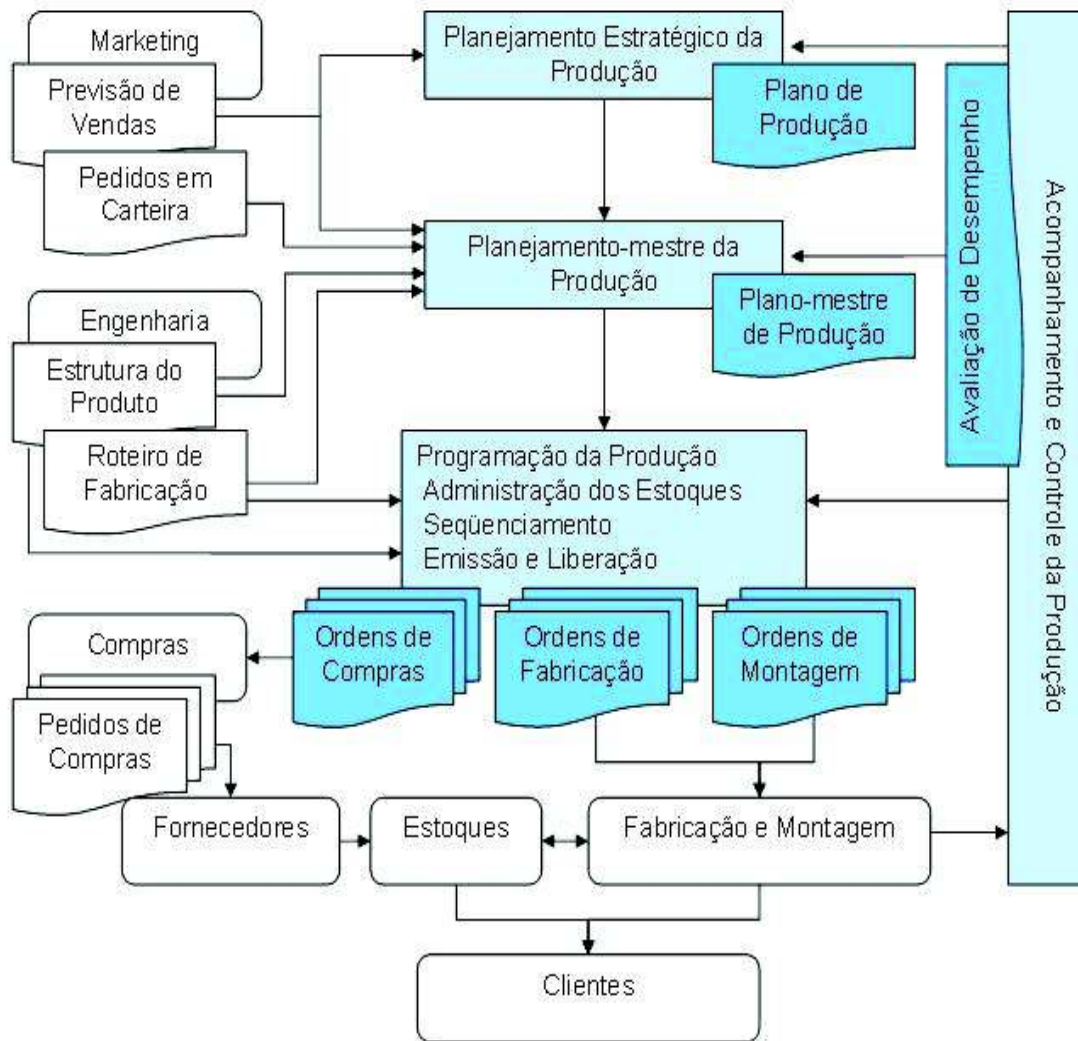 Marketing
Previsão de
Vendas
Pedidos em
Carteira
Planejamento Estratégico da
Produção
Plano de
Produção
Planejamento-mestre da
Produção
Plano-mestre
de Produção
Avaliação de Desempenho
Acompanhamento e Controle da Produção
Engenharia
Estrutura do
Produto
Roteiro de
Fabricação
Programação da Produção
Administração dos Estoques
Seqüenciamento
Emissão e Liberação
Ordens de
Compras
Ordens de
Fabricação
Ordens de
Montagem
Compras
Pedidos de
Compras
Fornecedores
Estoques
Fabricação e Montagem
Clientes